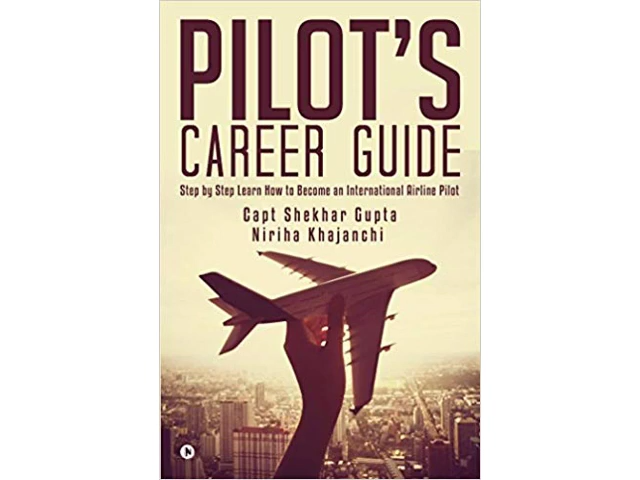 PILOT'S
CAREER GUIDE
Step by Step Learn How to Become an International Airline Pilot
Capt Shekhar Gupta
Niriha Khajanchi
N